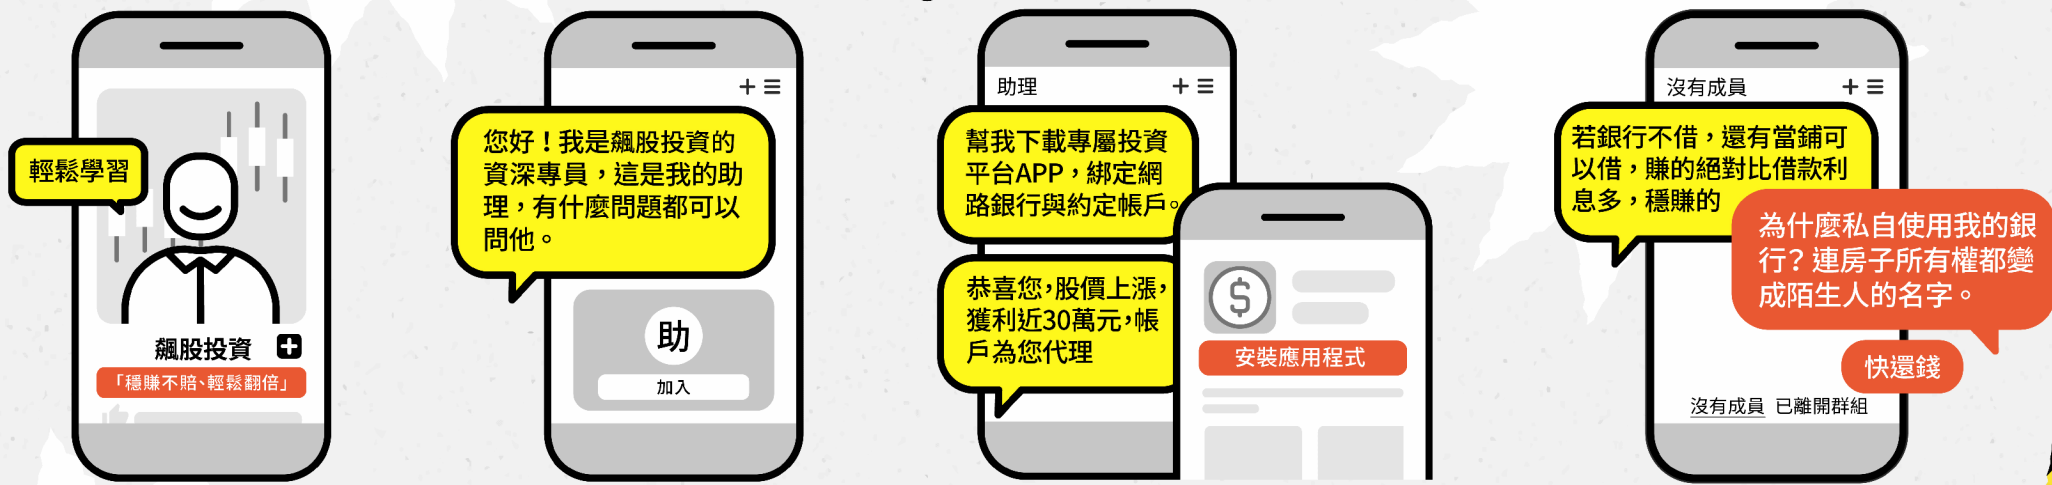 輕鬆學習
飆股投資
「穩賺不賠、輕鬆翻倍」
您好！我是飆股投資的
資深專員，這是我的助
理，有什麼問題都可以
問他。
助
加入
助理
幫我下載專屬投資
平台APP，綁定網
路銀行與約定帳戶。
恭喜您，股價上漲，
獲利近30萬元，帳
戶為您代理
安裝應用程式
沒有成員
若銀行不借，還有當鋪可
以借，賺的絕對比借款利
息多，穩賺的
為什麼私自使用我的銀
行？連房子所有權都變
成陌生人的名字。
快還錢
沒有成員 已離開群組